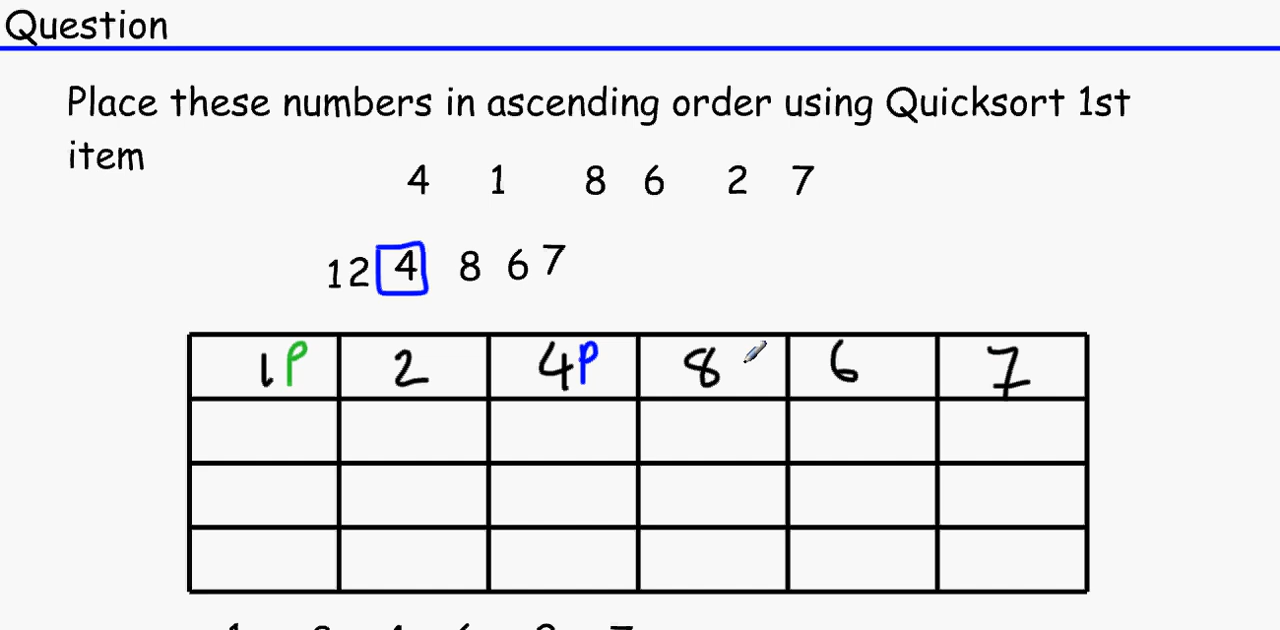 Question
Place these numbers in ascending order using Quicksort 1st
item
4 1 8 6 2 7
1 2 4 8 6 7
1P 2 4P 8 6 7